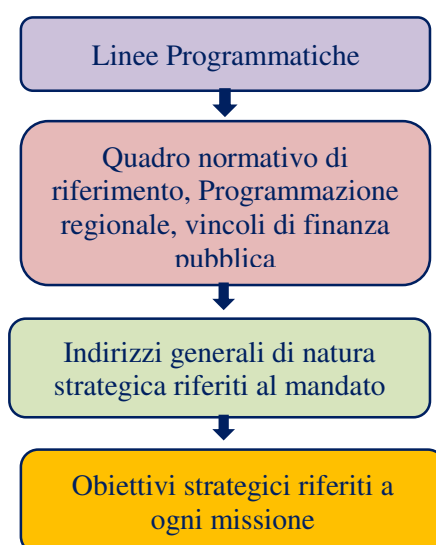 Linee Programmatiche
Quadro normativo di
riferimento, Programmazione
regionale, vincoli di finanza
pubblica
Indirizzi generali di natura
strategica riferiti al mandato
Obiettivi strategici riferiti a
ogni missione